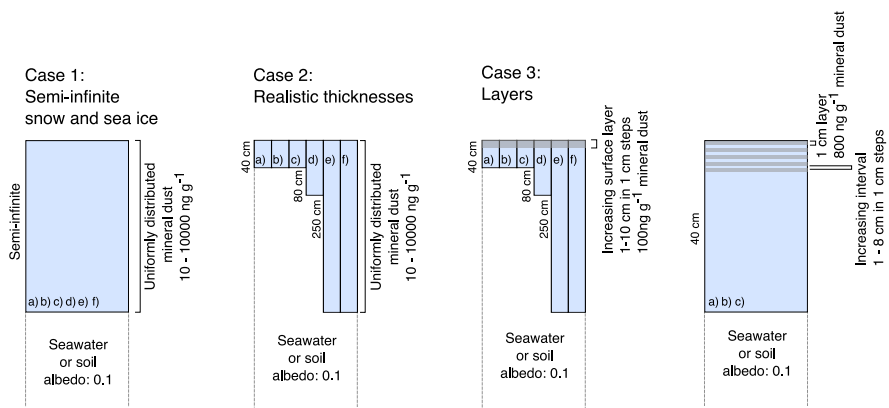 Case 1:
Semi-infinite
snow and sea ice
Semi-infinite
a) b) c) d) e) f)
Uniformly distributed
mineral dust
10 - 10000 ng g⁻¹
Seawater
or soil
albedo: 0.1
Case 2:
Realistic thicknesses
40 cm
a) b) c) d) e) f)
80 cm
250 cm
Uniformly distributed
mineral dust
10 - 10000 ng g⁻¹
Seawater
or soil
albedo: 0.1
Case 3:
Layers
40 cm
a) b) c) d) e) f)
80 cm
250 cm
Increasing surface layer
1-10 cm in 1 cm steps
100ng g⁻¹ mineral dust
Seawater
or soil
albedo: 0.1
40 cm
a) b) c)
1 cm layer
800 ng g⁻¹ mineral dust
Increasing interval
1 - 8 cm in 1 cm steps
Seawater
or soil
albedo: 0.1